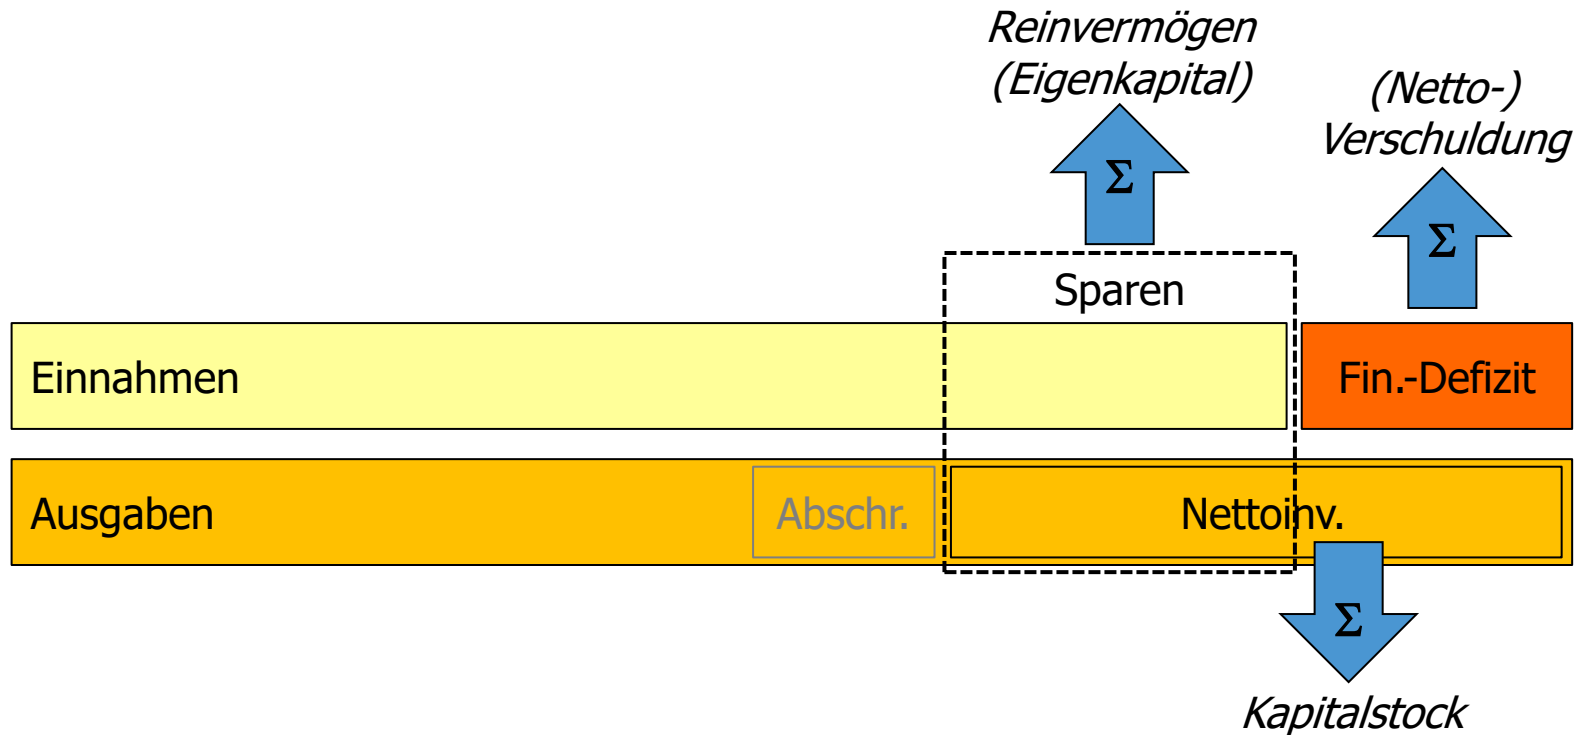 Reinvermögen
(Eigenkapital)
(Netto-)
Verschuldung
Σ
Σ
Sparen
Einnahmen
Fin.-Defizit
Ausgaben
Abschr.
Nettoinv.
Σ
Kapitalstock